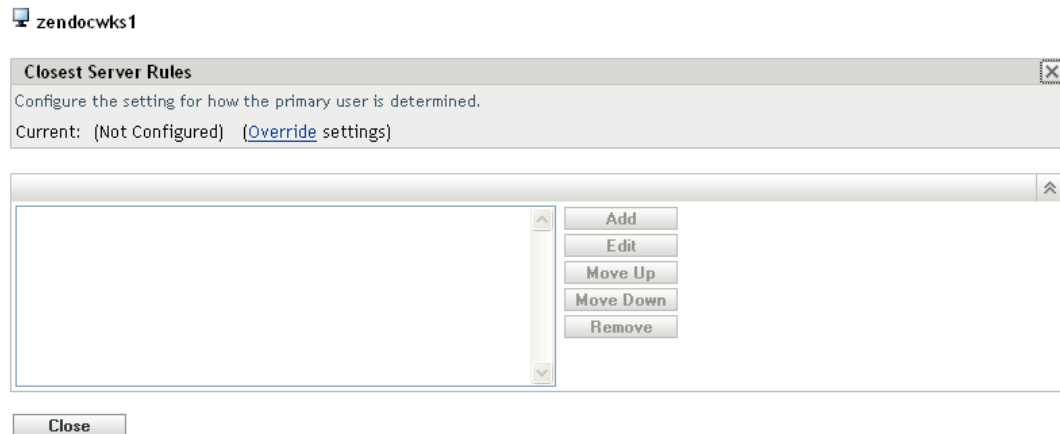 zendocwks1
Closest Server Rules
Configure the setting for how the primary user is determined.
Current: (Not Configured) (Override settings)
Add
Edit
Move Up
Move Down
Remove
Close